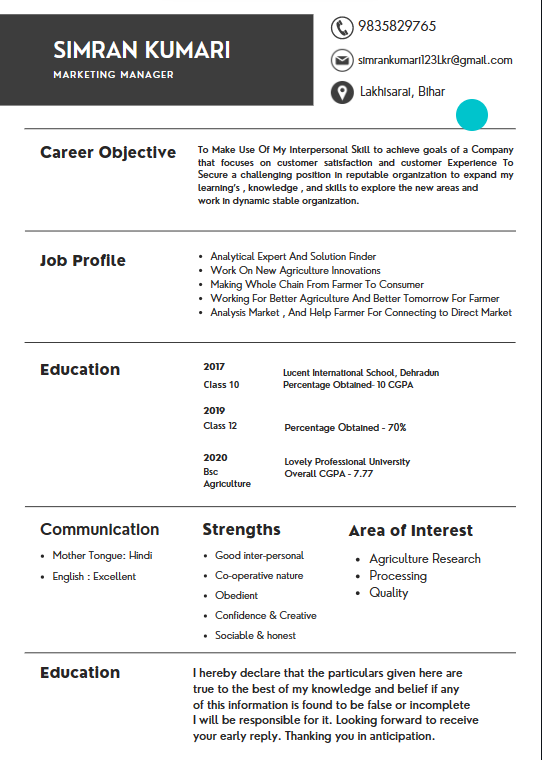 SIMRAN KUMARI
MARKETING MANAGER
9835829765
simrankumari123lkr@gmail.com
Lakhisarai, Bihar
Career Objective
To Make Use Of My Interpersonal Skill to achieve goals of a Company
that focuses on customer satisfaction and customer Experience To
Secure a challenging position in reputable organization to expand my
learning's , knowledge , and skills to explore the new areas and
work in dynamic stable organization.
Job Profile
• Analytical Expert And Solution Finder
• Work On New Agriculture Innovations
• Making Whole Chain From Farmer To Consumer
• Working For Better Agriculture And Better Tomorrow For Farmer
• Analysis Market , And Help Farmer For Connecting to Direct Market
Education
2017
Class 10
Lucent International School, Dehradun
Percentage Obtained- 10 CGPA
2019
Class 12
Percentage Obtained - 70%
2020
Bsc
Agriculture
Lovely Professional University
Overall CGPA - 7.77
Communication
• Mother Tongue: Hindi
• English : Excellent
Strengths
• Good inter-personal
• Co-operative nature
• Obedient
• Confidence & Creative
• Sociable & honest
Area of Interest
• Agriculture Research
• Processing
• Quality
Education
I hereby declare that the particulars given here are
true to the best of my knowledge and belief if any
of this information is found to be false or incomplete
I will be responsible for it. Looking forward to receive
your early reply. Thanking you in anticipation.